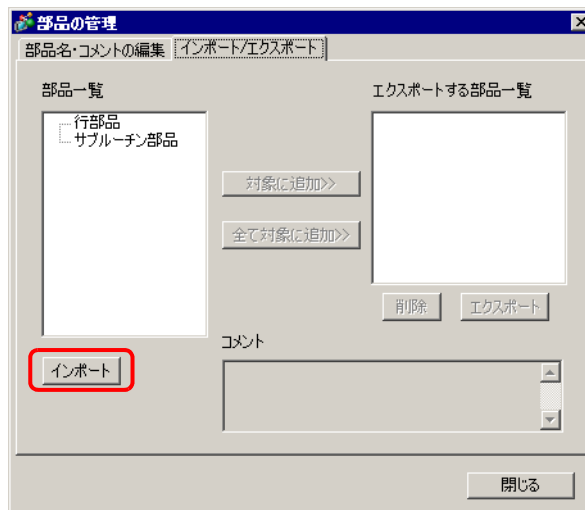 部品の管理
部品名・コメントの編集
インポート/エクスポート
部品一覧
エクスポートする部品一覧
行部品
サブルーチン部品
対象に追加>>
全て対象に追加>>
削除
エクスポート
コメント
インポート
閉じる